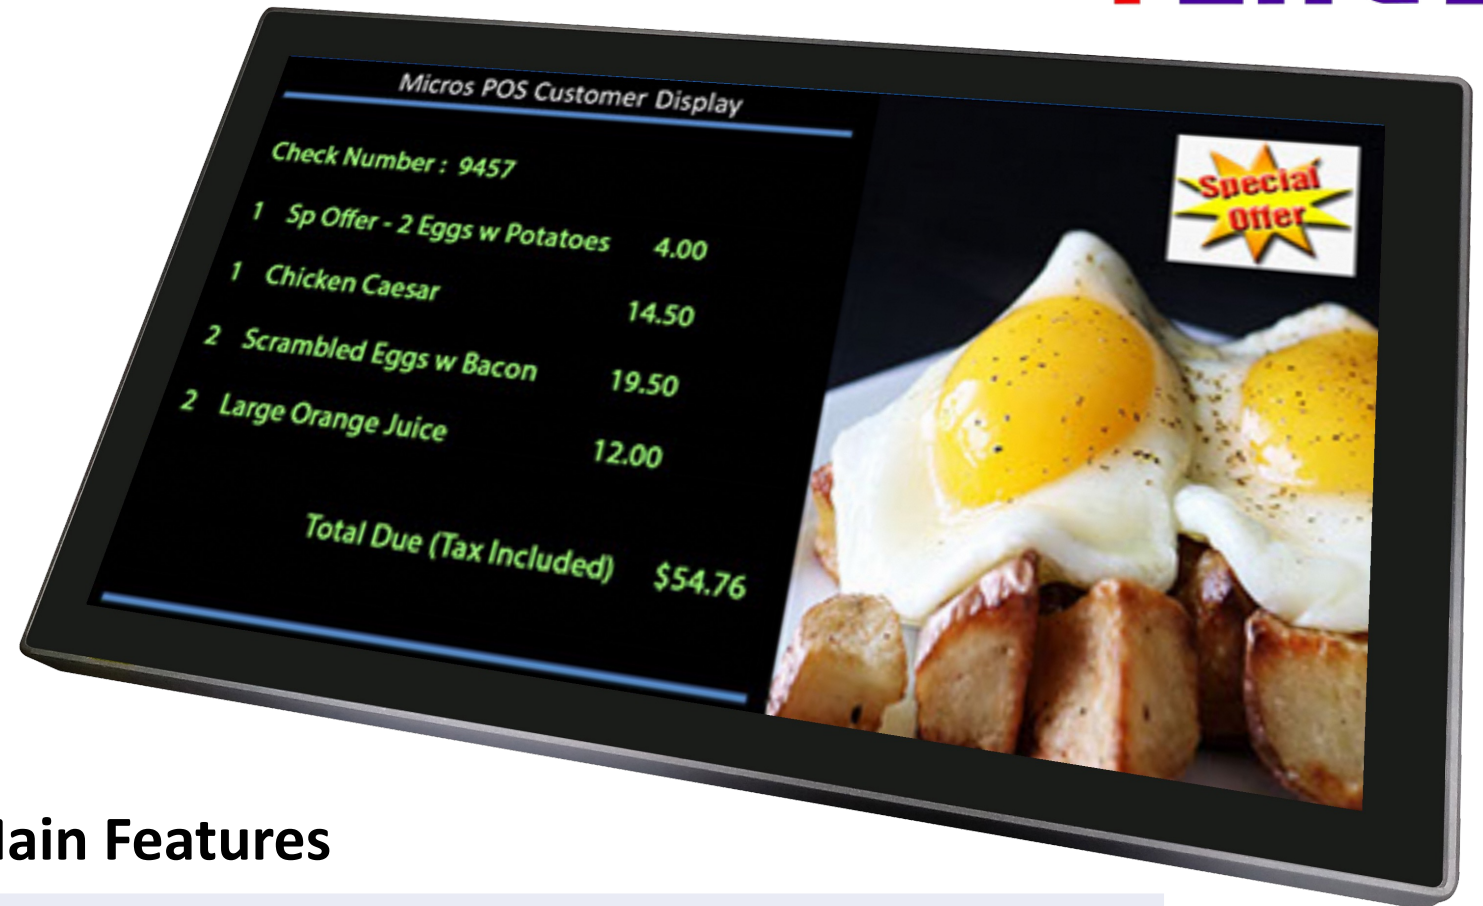 Micros POS Customer Display
Special
Offer
Check Number : 9457
1 Sp Offer - 2 Eggs w Potatoes 4.00
1 Chicken Caesar 14.50
2 Scrambled Eggs w Bacon 19.50
2 Large Orange Juice 12.00
Total Due (Tax Included) $54.76
Main Features